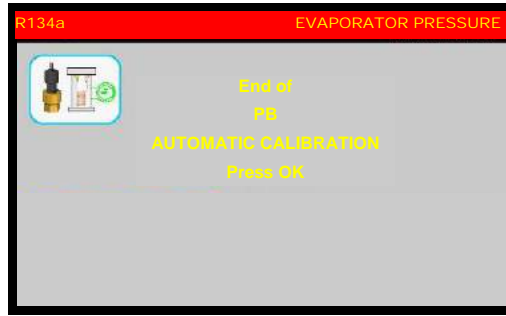 R134a EVAPORATOR PRESSURE
End of
PB
AUTOMATIC CALIBRATION
Press OK